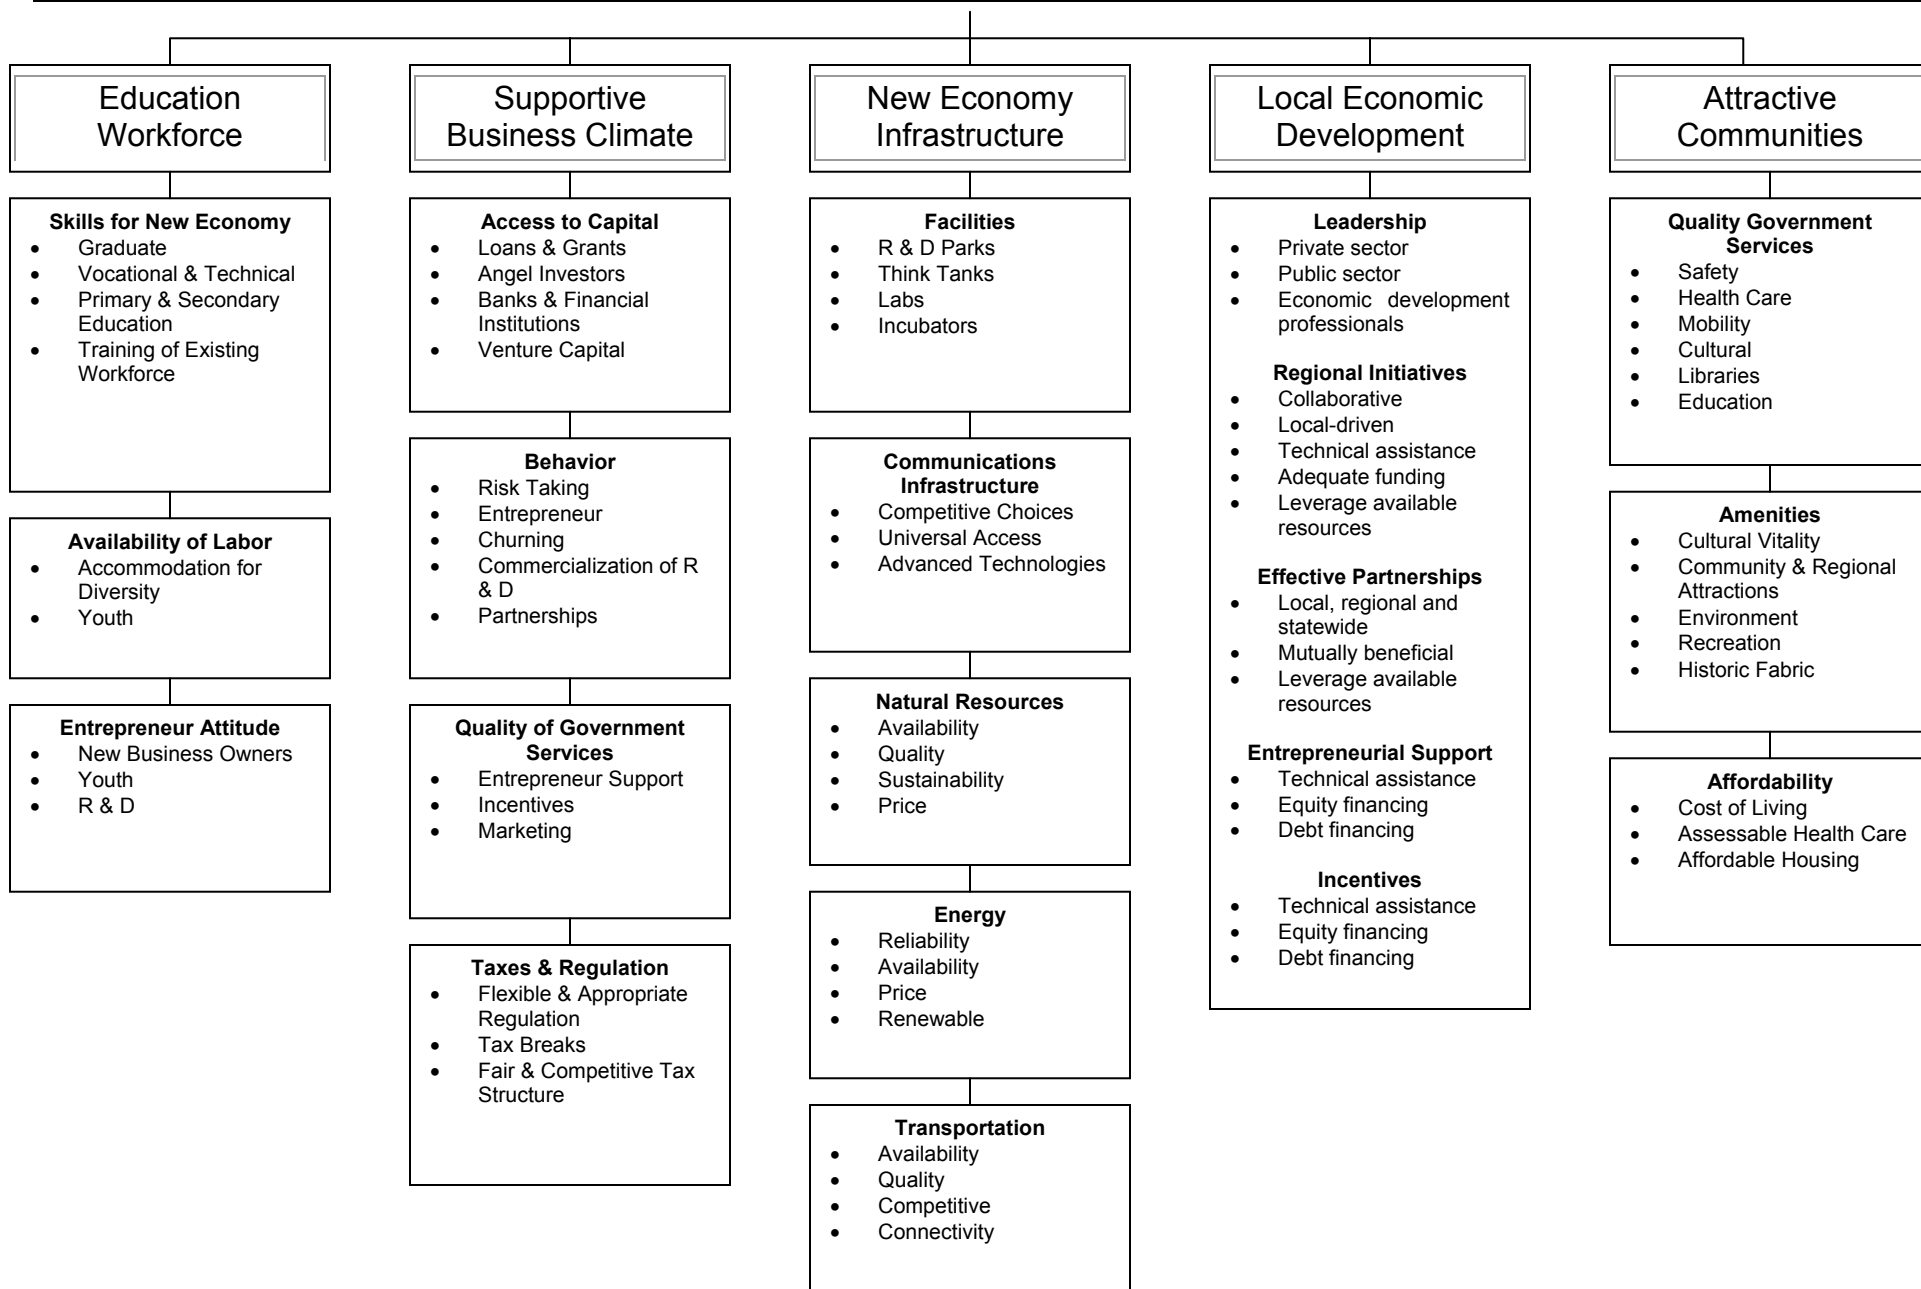 Education
Workforce
Skills for New Economy
• Graduate
• Vocational & Technical
• Primary & Secondary
Education
• Training of Existing
Workforce
Availability of Labor
• Accommodation for
Diversity
• Youth
Entrepreneur Attitude
• New Business Owners
• Youth
• R & D
Supportive
Business Climate
Access to Capital
• Loans & Grants
• Angel Investors
• Banks & Financial
Institutions
• Venture Capital
Behavior
• Risk Taking
• Entrepreneur
• Churning
• Commercialization of R
& D
• Partnerships
Quality of Government
Services
• Entrepreneur Support
• Incentives
• Marketing
Taxes & Regulation
• Flexible & Appropriate
Regulation
• Tax Breaks
• Fair & Competitive Tax
Structure
New Economy
Infrastructure
Facilities
• R & D Parks
• Think Tanks
• Labs
• Incubators
Communications
Infrastructure
• Competitive Choices
• Universal Access
• Advanced Technologies
Natural Resources
• Availability
• Quality
• Sustainability
• Price
Energy
• Reliability
• Availability
• Price
• Renewable
Transportation
• Availability
• Quality
• Competitive
• Connectivity
Local Economic
Development
Leadership
• Private sector
• Public sector
• Economic development
professionals
Regional Initiatives
• Collaborative
• Local-driven
• Technical assistance
• Adequate funding
• Leverage available
resources
Effective Partnerships
• Local, regional and
statewide
• Mutually beneficial
• Leverage available
resources
Entrepreneurial Support
• Technical assistance
• Equity financing
• Debt financing
Incentives
• Technical assistance
• Equity financing
• Debt financing
Attractive
Communities
Quality Government
Services
• Safety
• Health Care
• Mobility
• Cultural
• Libraries
• Education
Amenities
• Cultural Vitality
• Community & Regional
Attractions
• Environment
• Recreation
• Historic Fabric
Affordability
• Cost of Living
• Assessable Health Care
• Affordable Housing